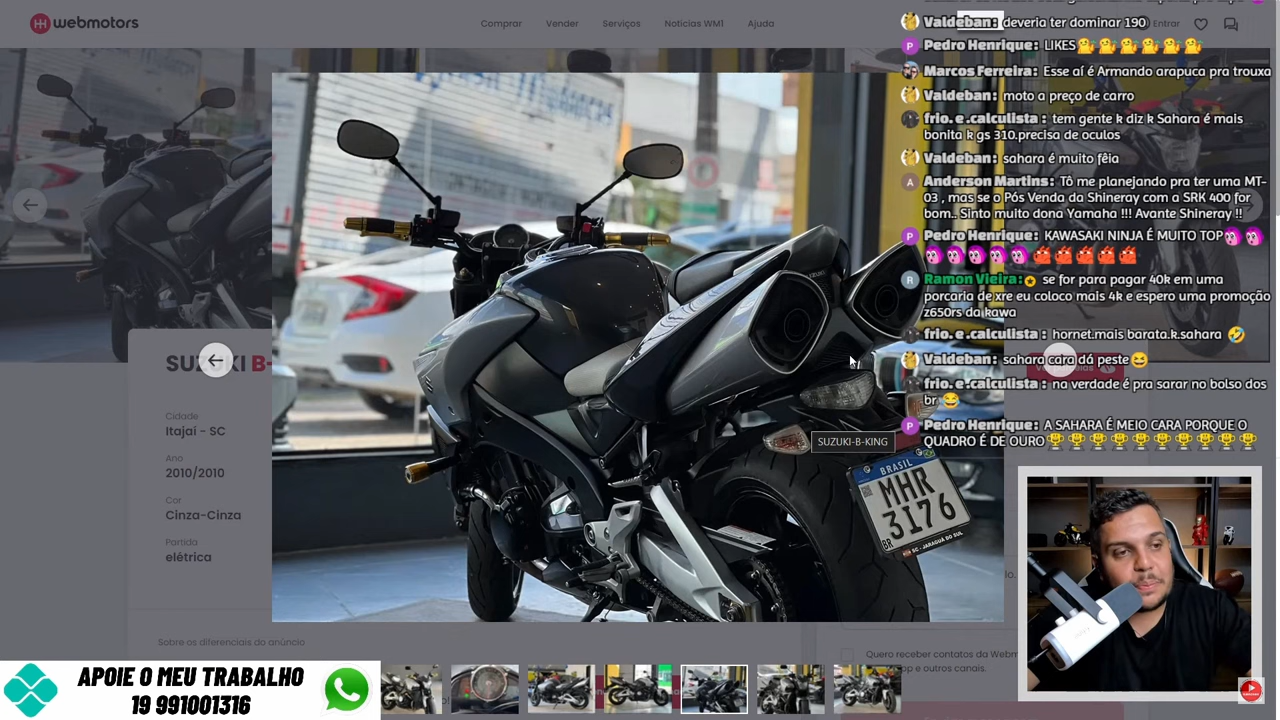 webmotors
Comprar
Vender
Serviços
Notícias WM1
Ajuda
Entrar
Valdeban: deveria ter dominar 190
Pedro Henrique: LIKES
Marcos Ferreira: Esse aí é Armando arapuca pra trouxa
Valdeban: moto a preço de carro
frio.e.calculista: tem gente k diz k Sahara é mais
bonita k gs 310.precisa de oculos
Valdeban: sahara é muito fêia
Anderson Martins: Tô me planejando pra ter uma MT-
03 , mas se o Pós Venda da Shineray com a SRK 400 for
bom.. Sinto muito dona Yamaha !!! Avante Shineray !!
Pedro Henrique: KAWASAKI NINJA É MUITO TOP
Ramon Vieira: se for para pagar 40k em uma
porcaria de xre eu coloco mais 4k e espero uma promoção
z650rs da kawa
frio.e.calculista: hornet.mais barata.k.sahara 🤣
Valdeban: sahara cara dá peste 😅
frio.e.calculista: na verdade é pra sarar no bolso dos
br 😂
Pedro Henrique: A SAHARA É MEIO CARA PORQUE O
QUADRO É DE OURO🏆🏆🏆🏆🏆🏆🏆🏆🏆
SUZUKI B-
Cidade
Itajaí - SC
Ano
2010/2010
Cor
Cinza-Cinza
Partida
elétrica
Sobre os diferenciais do anúncio
SUZUKI-B-KING
BRASIL
MHR
3176
BR
SC - JARAGUÁ DO SUL
Quero receber contatos da Webm
pp e outros canais.
APOIE O MEU TRABALHO
19 991001316